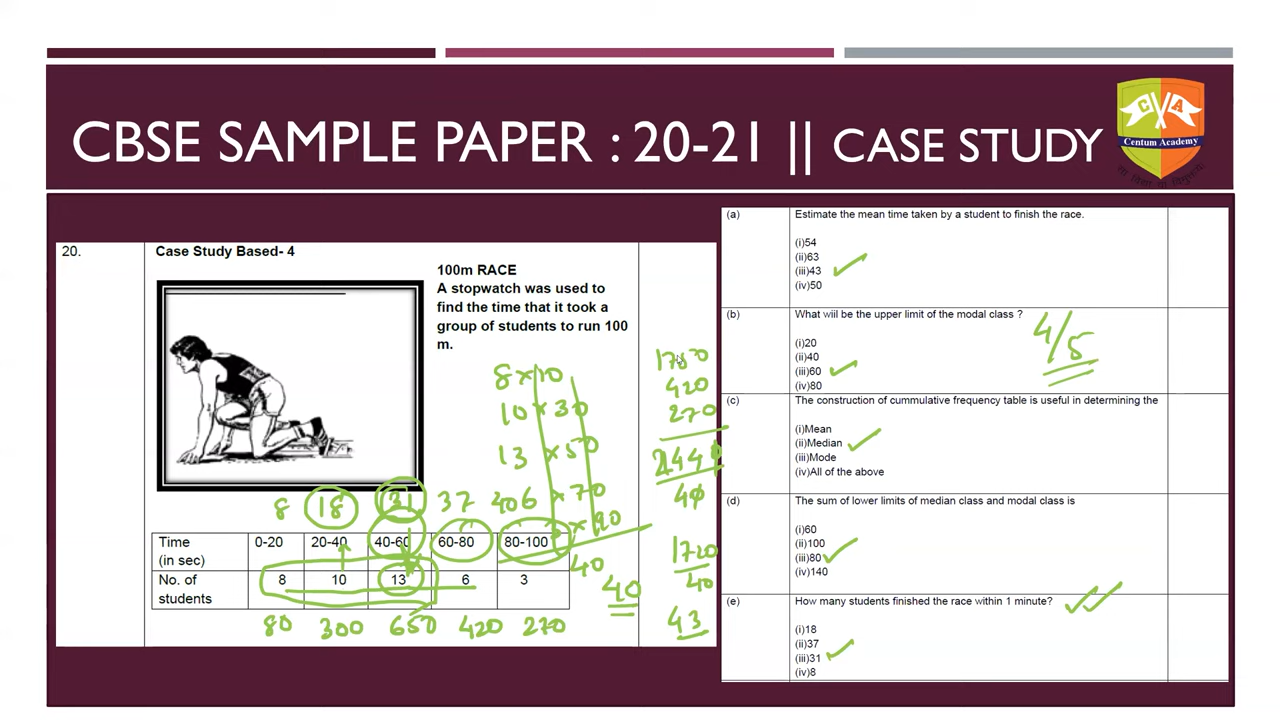 CBSE SAMPLE PAPER : 20-21 || CASE STUDY
C A
Centum Academy
20.
Case Study Based- 4
100m RACE
A stopwatch was used to
find the time that it took a
group of students to run 100
m.
8 × 10
10 × 30
13 × 50
6 × 70
3 × 90
40
40
420
270
1720
40
43
8 18 31 37 40
Time (in sec) 0-20 20-40 40-60 60-80 80-100
No. of students 8 10 13 6 3
80 300 650 420 270
(a) Estimate the mean time taken by a student to finish the race.
(i)54
(ii)63
(iii)43
(iv)50
(b) What wiil be the upper limit of the modal class ?
(i)20
(ii)40
(iii)60
(iv)80
4/5
(c) The construction of cummulative frequency table is useful in determining the
(i)Mean
(ii)Median
(iii)Mode
(iv)All of the above
(d) The sum of lower limits of median class and modal class is
(i)60
(ii)100
(iii)80
(iv)140
(e) How many students finished the race within 1 minute?
(i)18
(ii)37
(iii)31
(iv)8